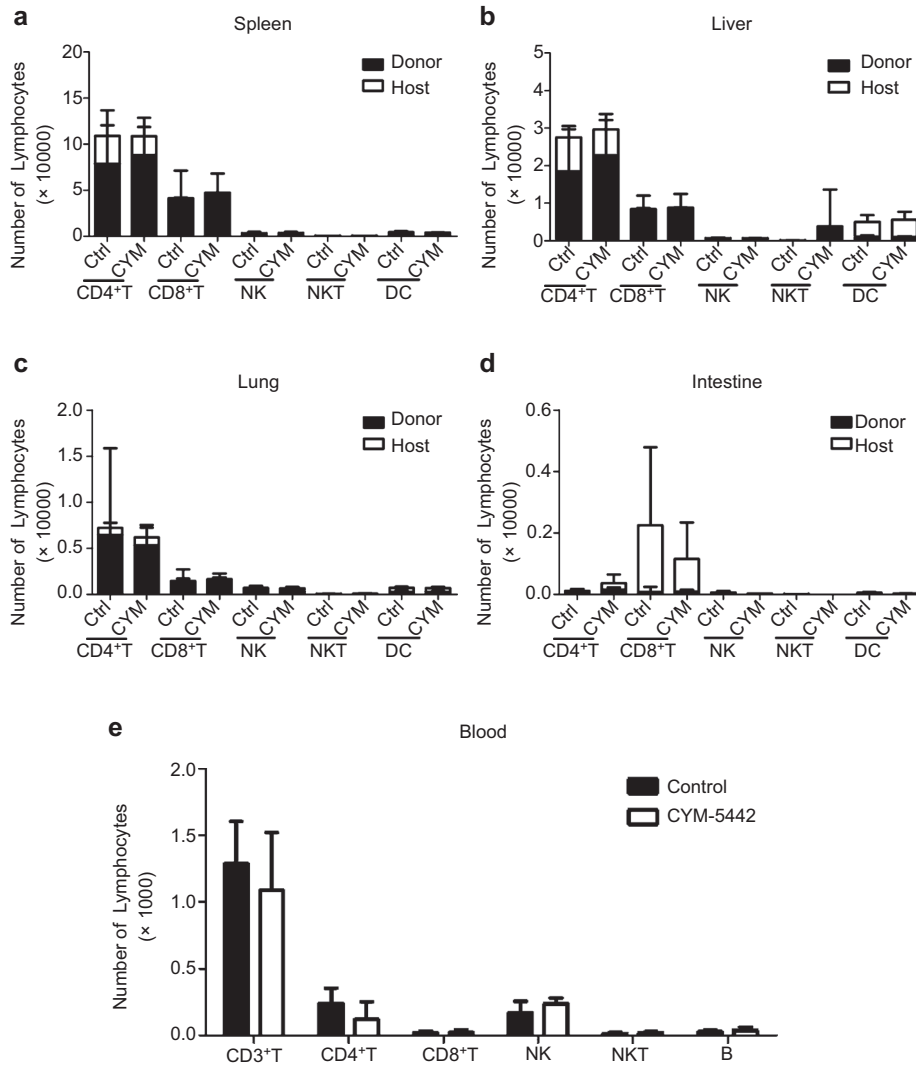 a
Spleen
Number of Lymphocytes
(× 10000)
20
15
10
5
0
Donor
Host
Ctrl CYM Ctrl CYM Ctrl CYM Ctrl CYM Ctrl CYM
CD4⁺T CD8⁺T NK NKT DC
b
Liver
Number of Lymphocytes
(× 10000)
5
4
3
2
1
0
Donor
Host
Ctrl CYM Ctrl CYM Ctrl CYM Ctrl CYM Ctrl CYM
CD4⁺T CD8⁺T NK NKT DC
c
Lung
Number of Lymphocytes
(× 10000)
2.0
1.5
1.0
0.5
0.0
Donor
Host
Ctrl CYM Ctrl CYM Ctrl CYM Ctrl CYM Ctrl CYM
CD4⁺T CD8⁺T NK NKT DC
d
Intestine
Number of Lymphocytes
(× 10000)
0.6
0.4
0.2
0.0
Donor
Host
Ctrl CYM Ctrl CYM Ctrl CYM Ctrl CYM Ctrl CYM
CD4⁺T CD8⁺T NK NKT DC
e
Blood
Number of Lymphocytes
(× 1000)
2.0
1.5
1.0
0.5
0.0
Control
CYM-5442
CD3⁺T CD4⁺T CD8⁺T NK NKT B